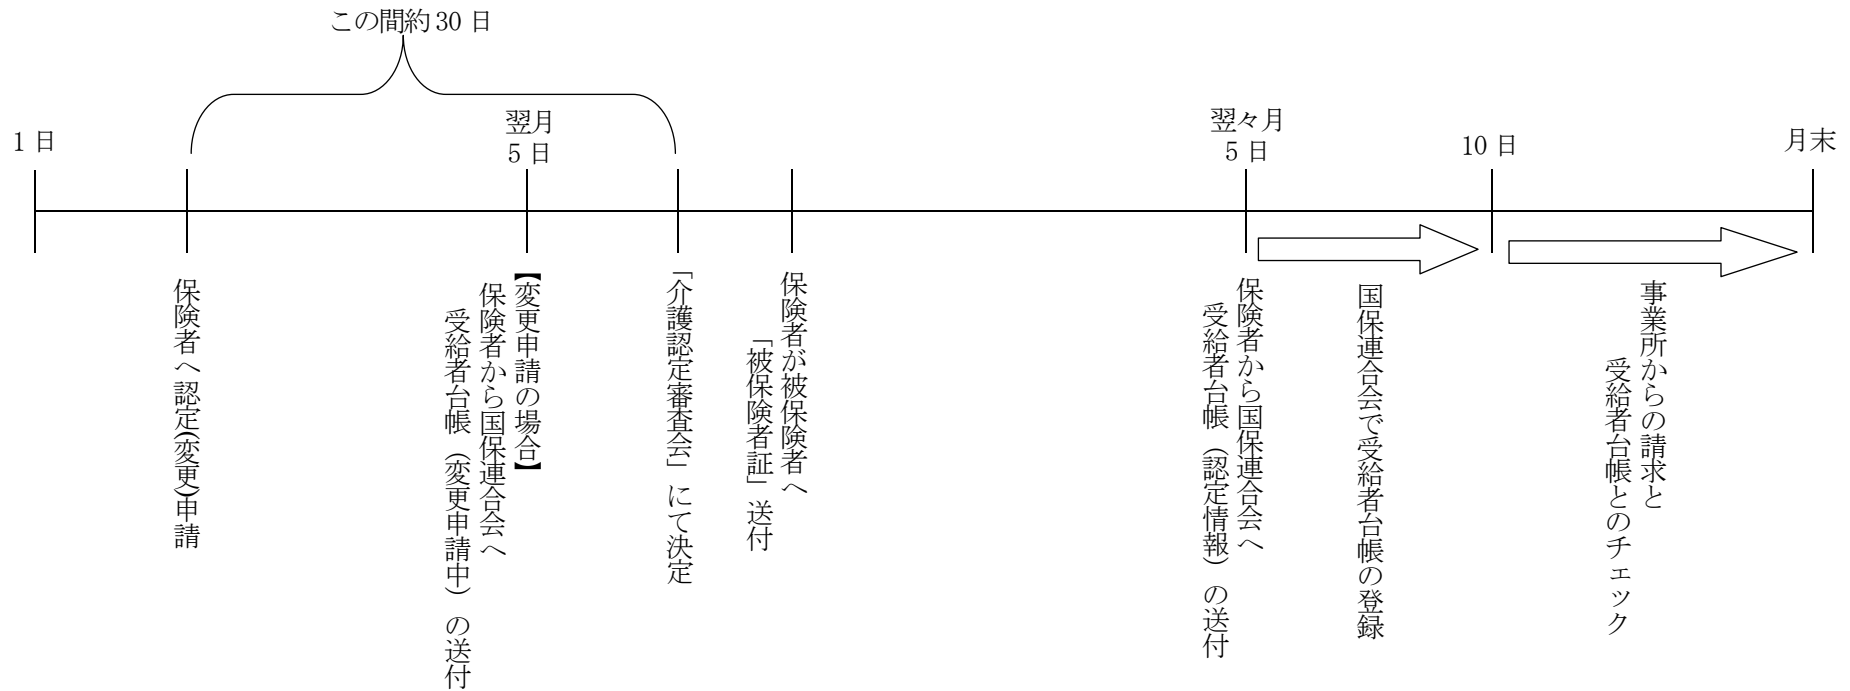 この間約30日
1日
翌月
5日
翌々月
5日
10日
月末
保険者へ認定(変更)申請
【変更申請の場合】
保険者から国保連合会へ
受給者台帳（変更申請中）の送付
「介護認定審査会」にて決定
保険者が被保険者へ
「被保険者証」送付
保険者から国保連合会へ
受給者台帳（認定情報）の送付
国保連合会で受給者台帳の登録
事業所からの請求と
受給者台帳とのチェック